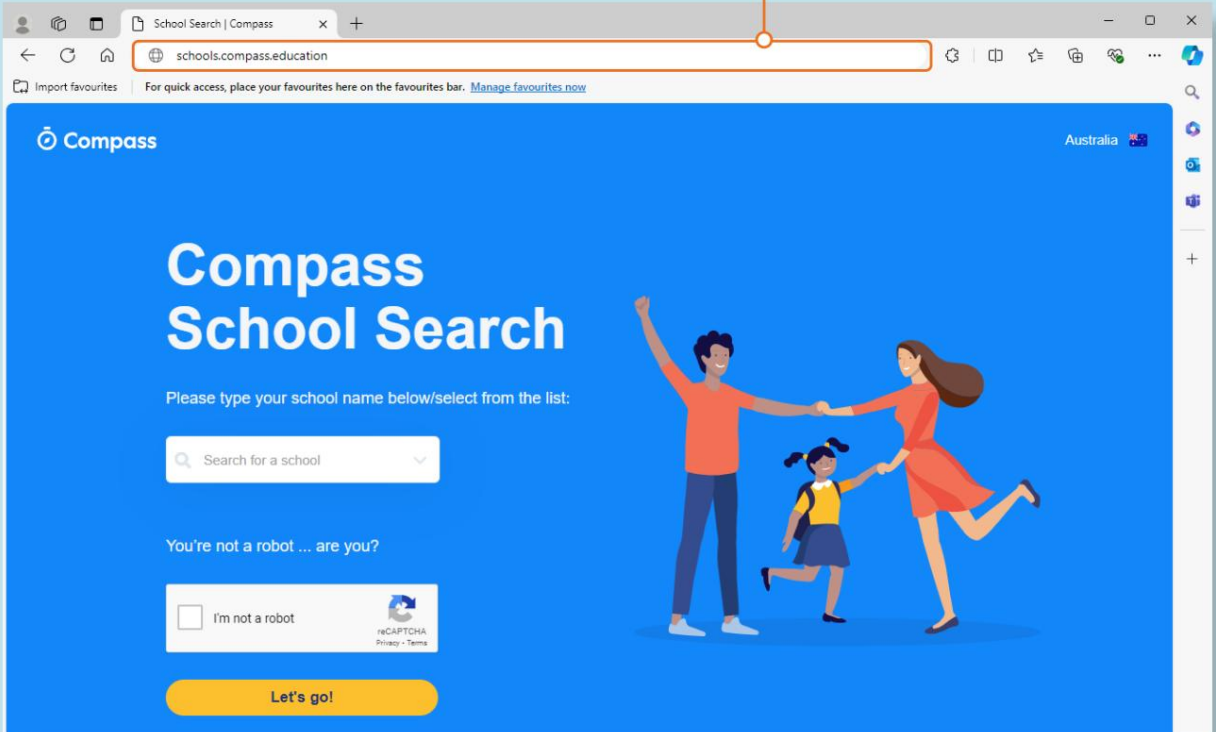 School Search | Compass
schools.compass.education
Import favourites
For quick access, place your favourites here on the favourites bar. Manage favourites now
Compass
Australia
Compass
School Search
Please type your school name below/select from the list:
Search for a school
You're not a robot ... are you?
I'm not a robot
reCAPTCHA
Privacy - Terms
Let's go!